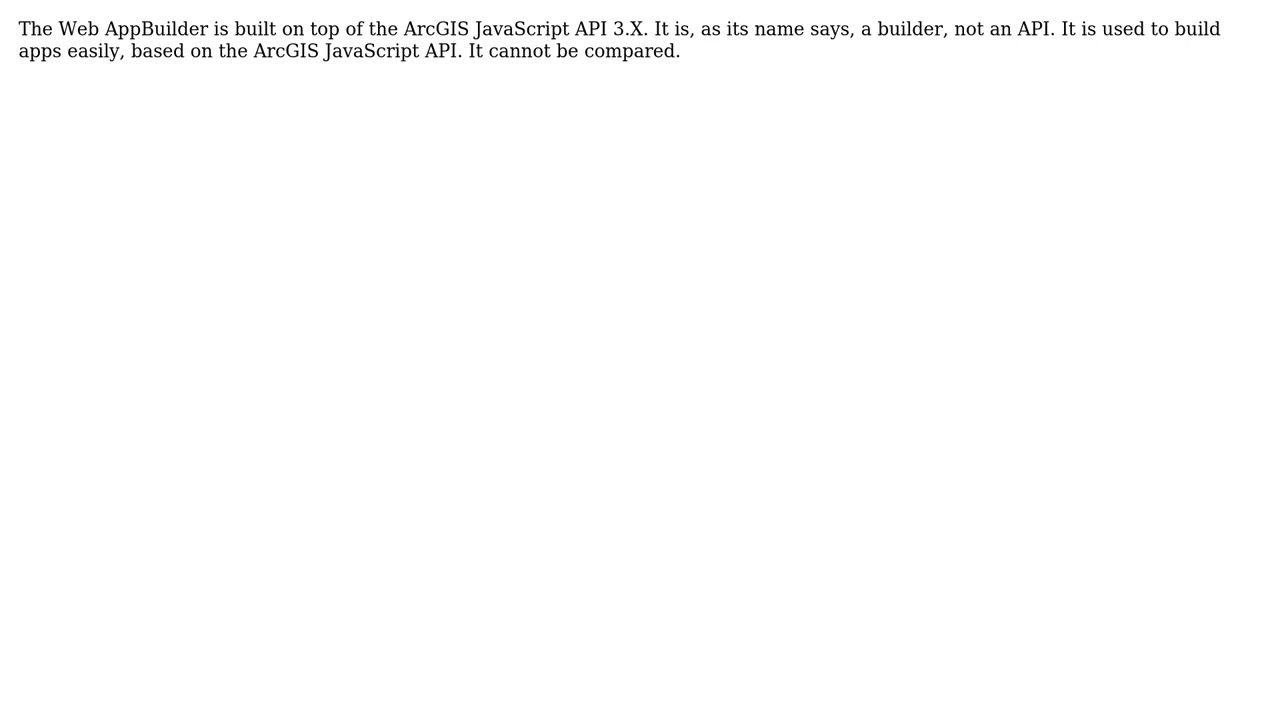 The Web AppBuilder is built on top of the ArcGIS JavaScript API 3.X. It is, as its name says, a builder, not an API. It is used to build
apps easily, based on the ArcGIS JavaScript API. It cannot be compared.